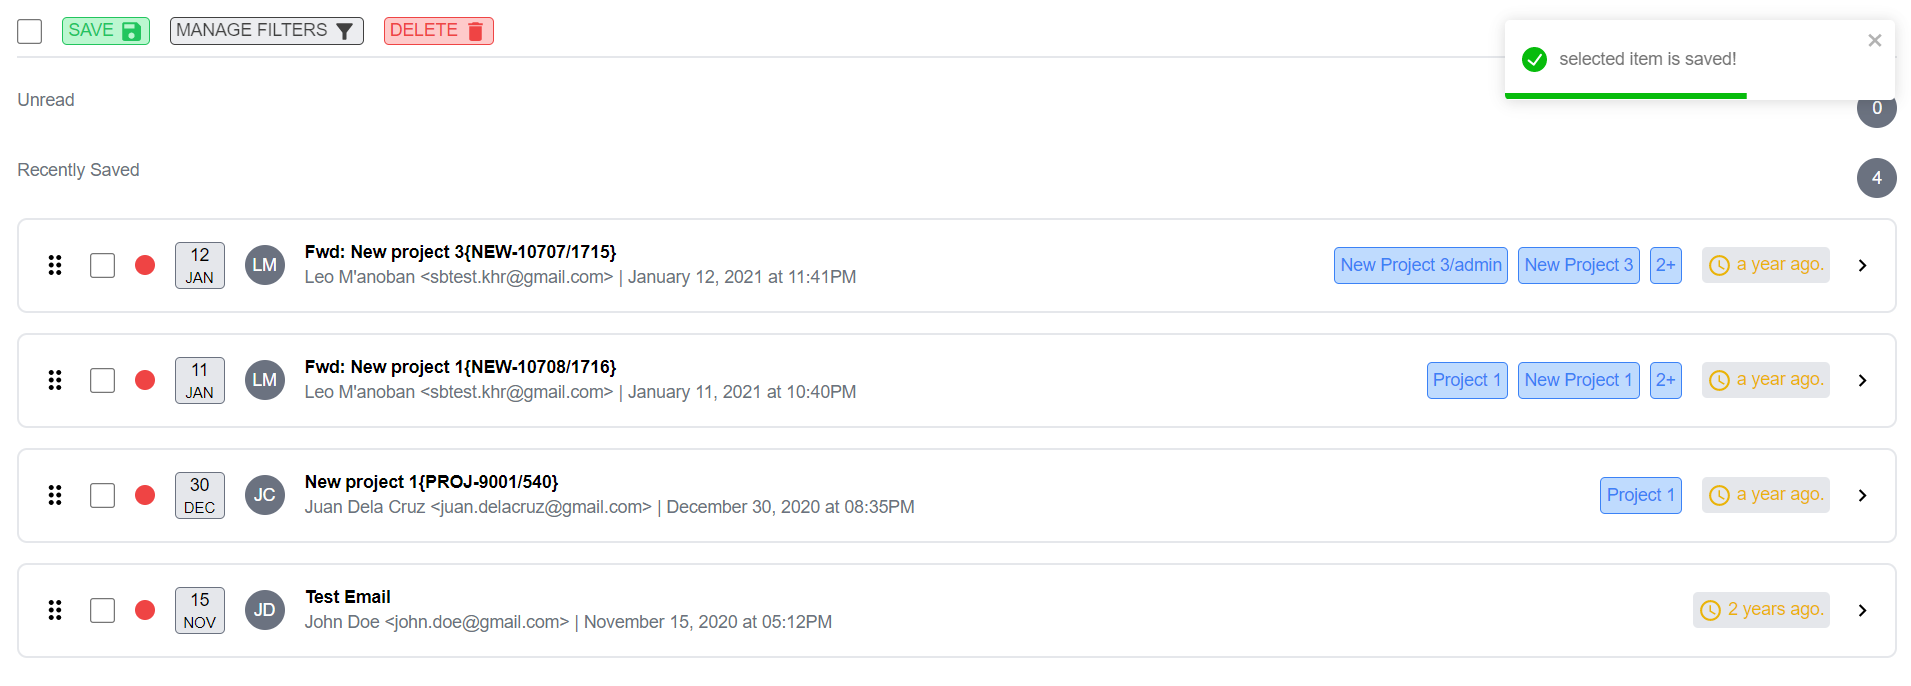 SAVE MANAGE FILTERS DELETE
selected item is saved!
Unread 0
Recently Saved 4
12 JAN LM Fwd: New project 3{NEW-10707/1715} New Project 3/admin New Project 3 2+ a year ago.
Leo M'anoban <sbtest.khr@gmail.com> | January 12, 2021 at 11:41PM
11 JAN LM Fwd: New project 1{NEW-10708/1716} Project 1 New Project 1 2+ a year ago.
Leo M'anoban <sbtest.khr@gmail.com> | January 11, 2021 at 10:40PM
30 DEC JC New project 1{PROJ-9001/540} Project 1 a year ago.
Juan Dela Cruz <juan.delacruz@gmail.com> | December 30, 2020 at 08:35PM
15 NOV JD Test Email 2 years ago.
John Doe <john.doe@gmail.com> | November 15, 2020 at 05:12PM